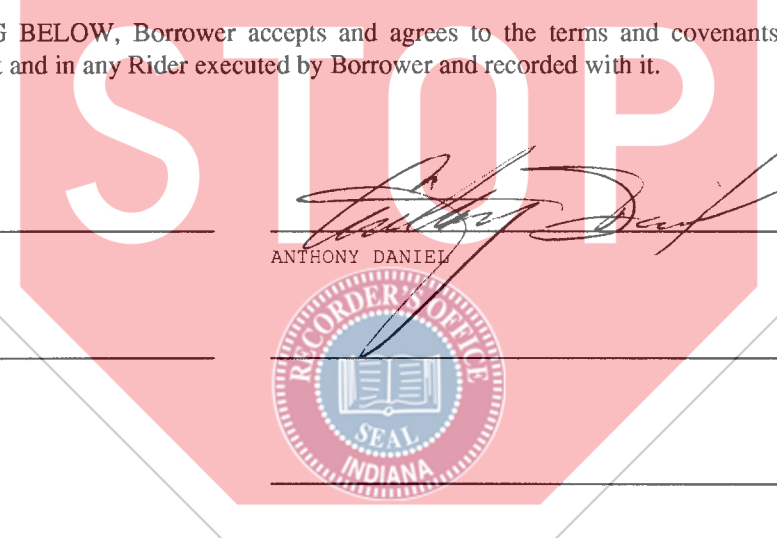 G BELOW, Borrower accepts and agrees to the terms and covenants
t and in any Rider executed by Borrower and recorded with it.
STOP
ANTHONY DANIEL
RECORDER'S OFFICE
SEAL
INDIANA